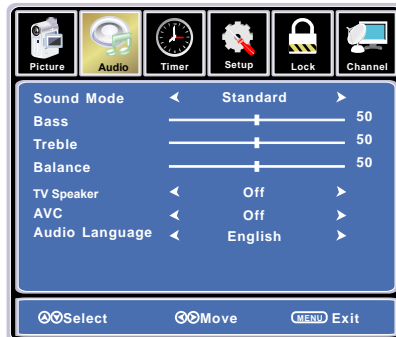 Picture Audio Timer Setup Lock Channel
Sound Mode Standard
Bass 50
Treble 50
Balance 50
TV Speaker Off
AVC Off
Audio Language English
Select Move MENU Exit